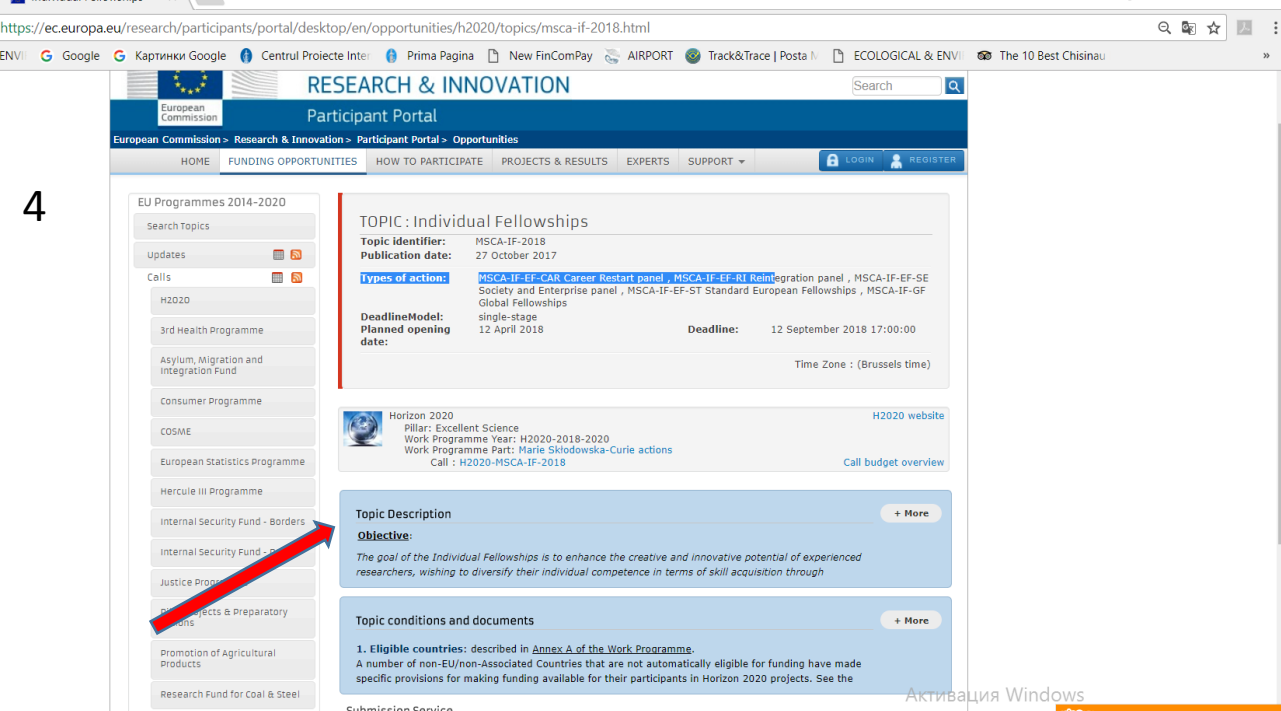 Individual Fellowships
https://ec.europa.eu/research/participants/portal/desktop/en/opportunities/h2020/topics/msca-if-2018.html
ENVI Google Картинки Google Centrul Proiecte Inter Prima Pagina New FinComPay AIRPORT Track&Trace | Posta ECOLOGICAL & ENVI The 10 Best Chisinau »
RESEARCH & INNOVATION
Search
European
Commission
Participant Portal
European Commission > Research & Innovation > Participant Portal > Opportunities
HOME FUNDING OPPORTUNITIES HOW TO PARTICIPATE PROJECTS & RESULTS EXPERTS SUPPORT LOGIN REGISTER
4
EU Programmes 2014-2020
Search Topics
Updates
Calls
H2020
3rd Health Programme
Asylum, Migration and
Integration Fund
Consumer Programme
COSME
European Statistics Programme
Hercule III Programme
Internal Security Fund - Borders
Internal Security Fund -
Justice
& Preparatory
Promotion of Agricultural
Products
Research Fund for Coal & Steel
TOPIC : Individual Fellowships
Topic identifier: MSCA-IF-2018
Publication date: 27 October 2017
Types of action: MSCA-IF-EF-CAR Career Restart panel , MSCA-IF-EF-RI Reintegration panel , MSCA-IF-EF-SE
Society and Enterprise panel , MSCA-IF-EF-ST Standard European Fellowships , MSCA-IF-GF
Global Fellowships
DeadlineModel: single-stage
Planned opening 12 April 2018 Deadline: 12 September 2018 17:00:00
date:
Time Zone : (Brussels time)
Horizon 2020 H2020 website
Pillar: Excellent Science
Work Programme Year: H2020-2018-2020
Work Programme Part: Marie Skłodowska-Curie actions
Call : H2020-MSCA-IF-2018 Call budget overview
Topic Description + More
Objective:
The goal of the Individual Fellowships is to enhance the creative and innovative potential of experienced
researchers, wishing to diversify their individual competence in terms of skill acquisition through
Topic conditions and documents + More
1. Eligible countries: described in Annex A of the Work Programme.
A number of non-EU/non-Associated Countries that are not automatically eligible for funding have made
specific provisions for making funding available for their participants in Horizon 2020 projects. See the
Submission Service
Активация Windows